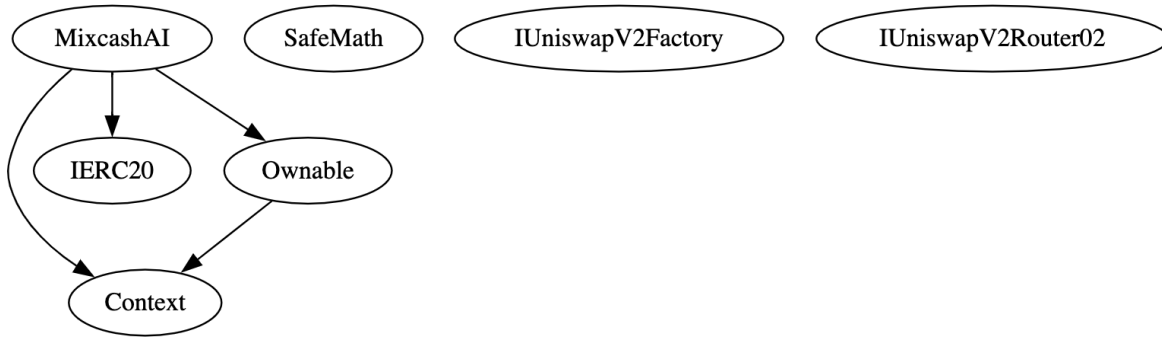 MixcashAI
SafeMath
IUniswapV2Factory
IUniswapV2Router02
IERC20
Ownable
Context